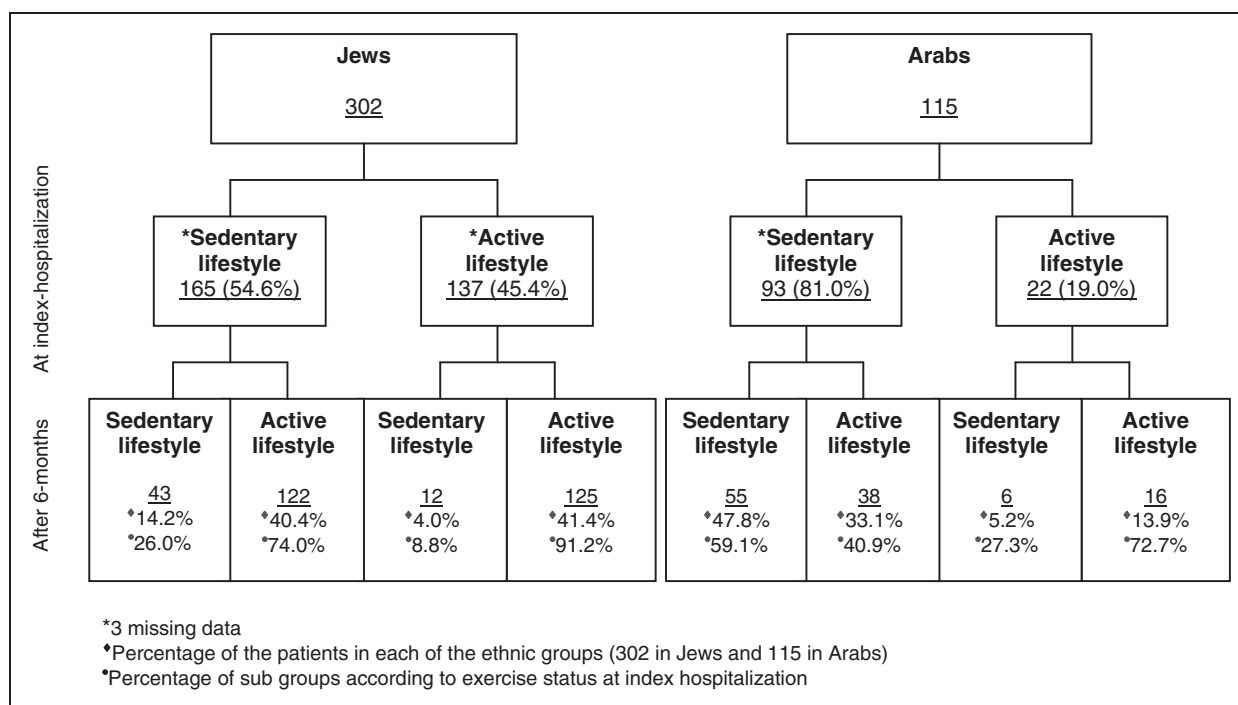 Jews
302
Arabs
115
At index-hospitalization
*Sedentary
lifestyle
165 (54.6%)
*Active
lifestyle
137 (45.4%)
*Sedentary
lifestyle
93 (81.0%)
Active
lifestyle
22 (19.0%)
After 6-months
Sedentary
lifestyle
43
♦14.2%
•26.0%
Active
lifestyle
122
♦40.4%
•74.0%
Sedentary
lifestyle
12
♦4.0%
•8.8%
Active
lifestyle
125
♦41.4%
•91.2%
Sedentary
lifestyle
55
♦47.8%
•59.1%
Active
lifestyle
38
♦33.1%
•40.9%
Sedentary
lifestyle
6
♦5.2%
•27.3%
Active
lifestyle
16
♦13.9%
•72.7%
*3 missing data
♦Percentage of the patients in each of the ethnic groups (302 in Jews and 115 in Arabs)
•Percentage of sub groups according to exercise status at index hospitalization